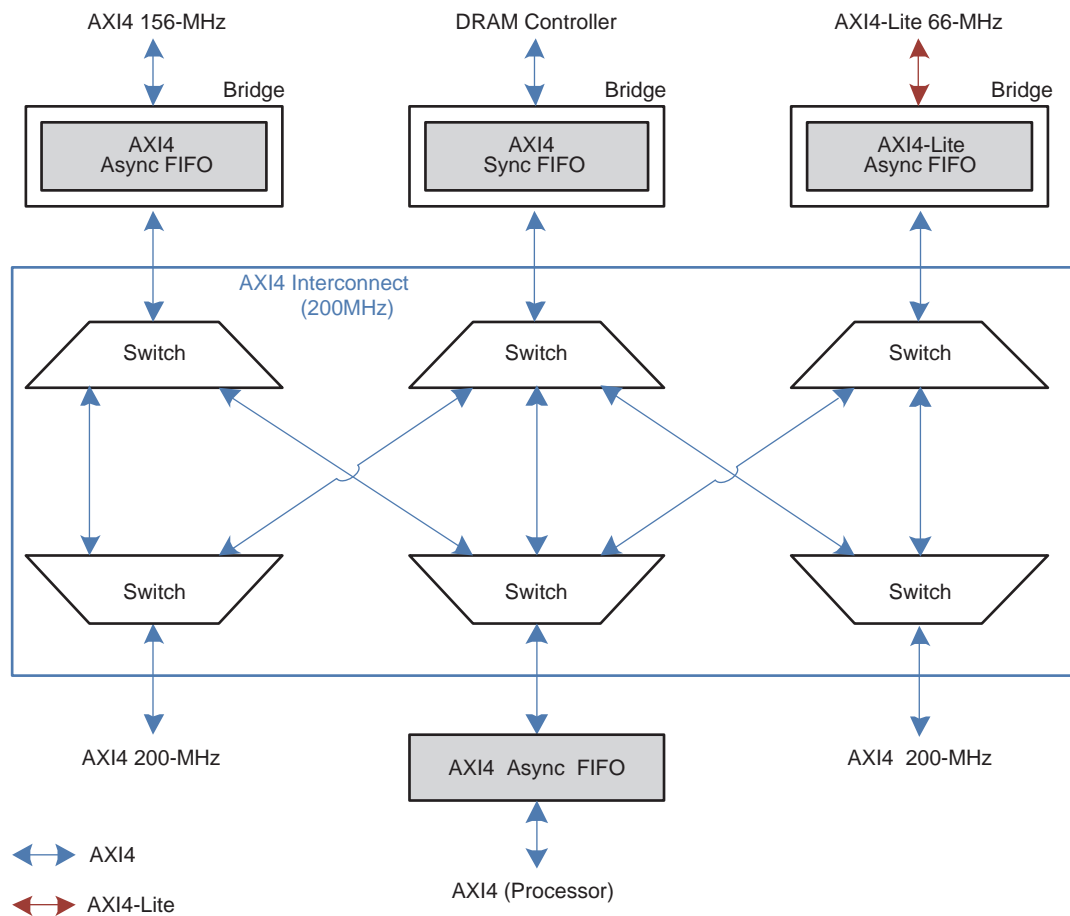 AXI4 156-MHz
DRAM Controller
AXI4-Lite 66-MHz
Bridge
Bridge
Bridge
AXI4
Async FIFO
AXI4
Sync FIFO
AXI4-Lite
Async FIFO
AXI4 Interconnect
(200MHz)
Switch
Switch
Switch
Switch
Switch
Switch
AXI4 200-MHz
AXI4 Async FIFO
AXI4 200-MHz
AXI4
AXI4 (Processor)
AXI4-Lite